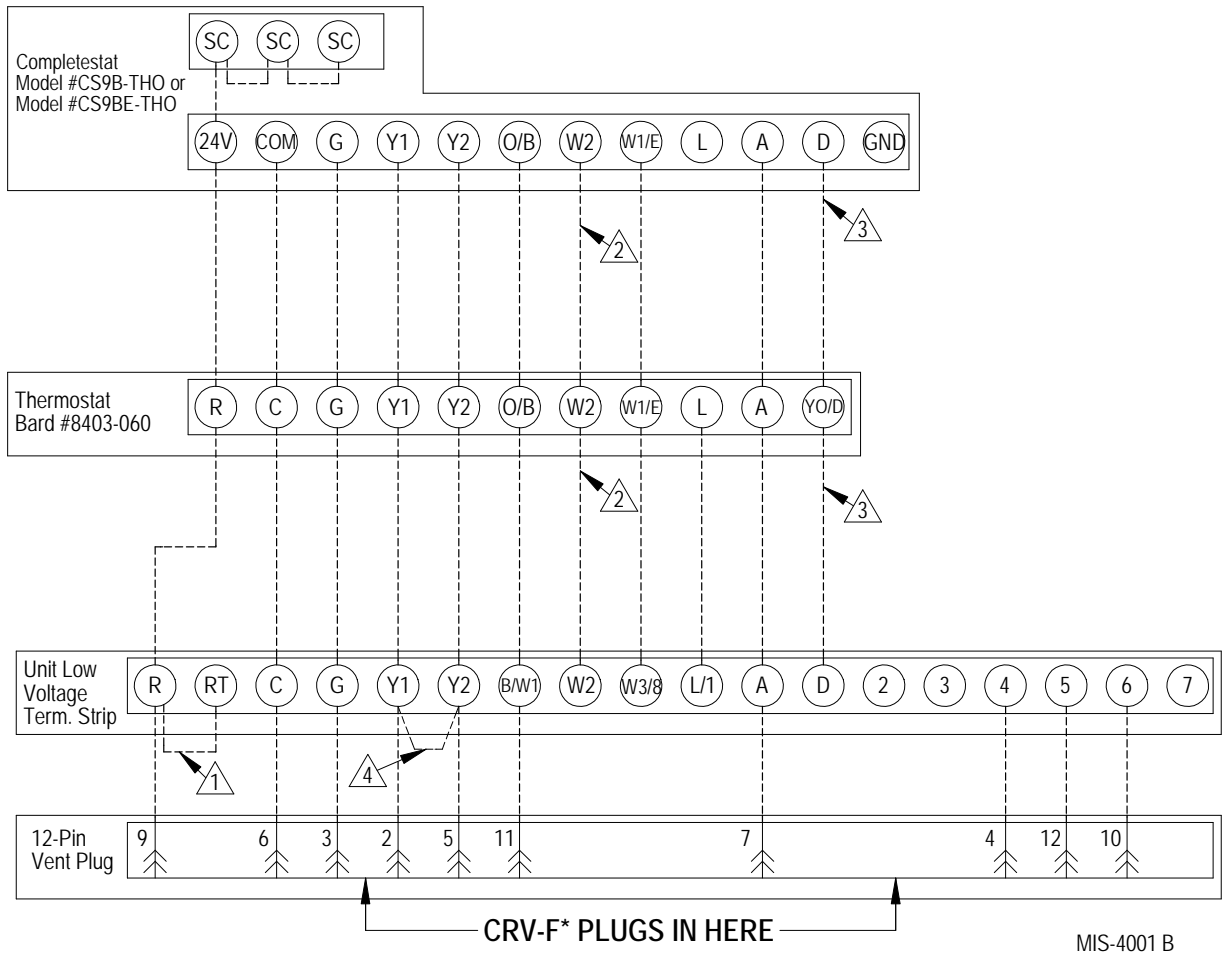 SC SC SC
Completestat
Model #CS9B-THO or
Model #CS9BE-THO
24V COM G Y1 Y2 O/B W2 W1/E L A D GND
2
3
Thermostat
Bard #8403-060
R C G Y1 Y2 O/B W2 W1/E L A YO/D
2
3
Unit Low
Voltage
Term. Strip
R RT C G Y1 Y2 B/W1 W2 W3/8 L/1 A D 2 3 4 5 6 7
1
4
12-Pin
Vent Plug
9 6 3 2 5 11 7 4 12 10
CRV-F* PLUGS IN HERE
MIS-4001 B